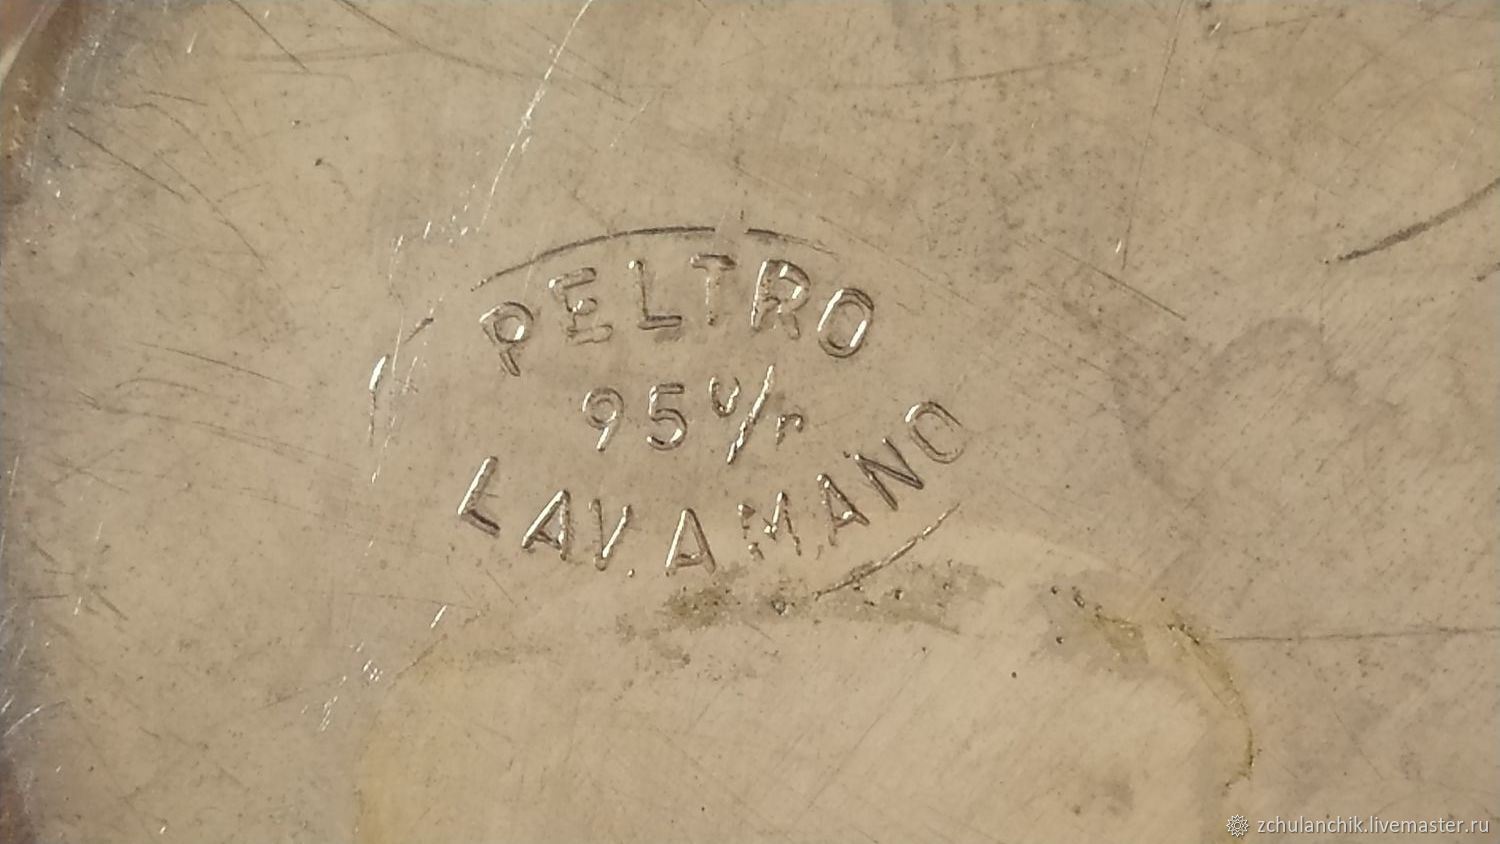 PELTRO
95 %
LAV. A MANO
zchulanchik.livemaster.ru